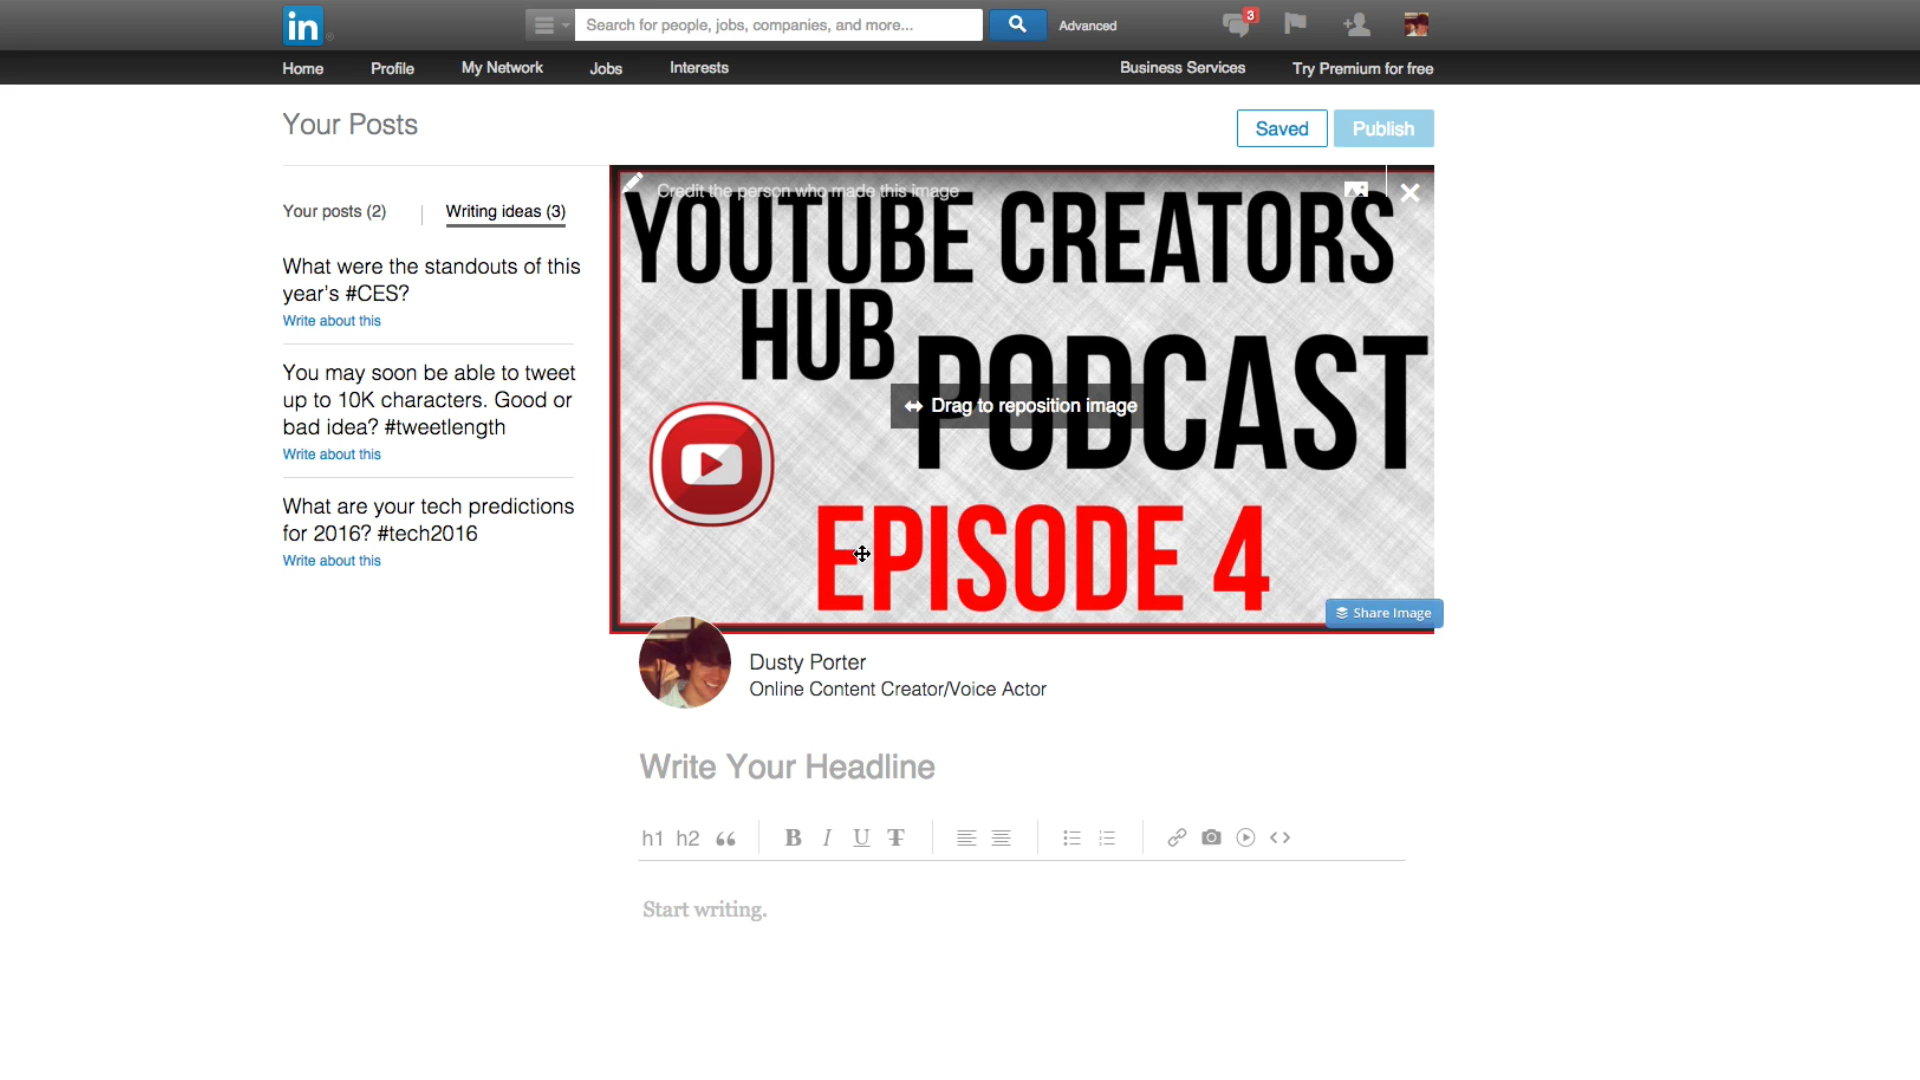 in
Search for people, jobs, companies, and more...
Advanced
3
Home
Profile
My Network
Jobs
Interests
Business Services
Try Premium for free
Your Posts
Saved
Publish
Your posts (2)
Writing ideas (3)
What were the standouts of this
year's #CES?
Write about this
You may soon be able to tweet
up to 10K characters. Good or
bad idea? #tweetlength
Write about this
What are your tech predictions
for 2016? #tech2016
Write about this
Credit the person who made this image
YOUTUBE CREATORS
HUB
PODCAST
Drag to reposition image
EPISODE 4
Share Image
Dusty Porter
Online Content Creator/Voice Actor
Write Your Headline
h1 h2 “ B I U T
Start writing.